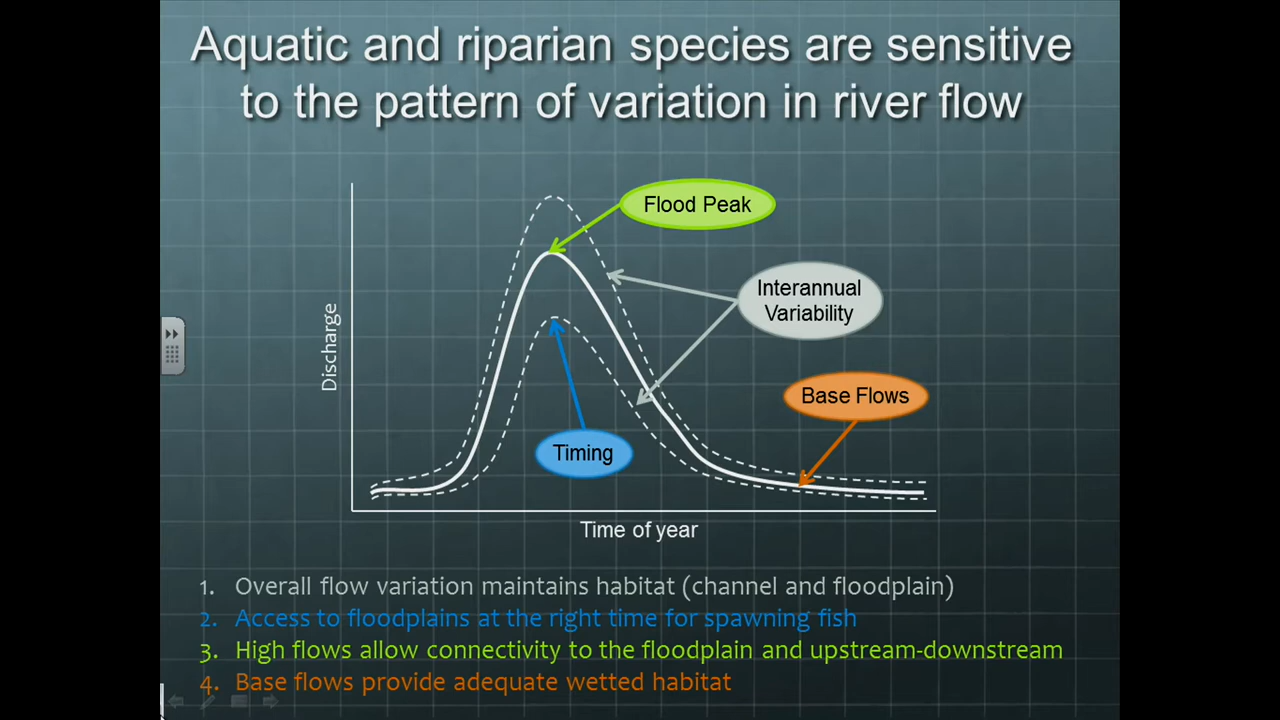 Aquatic and riparian species are sensitive
to the pattern of variation in river flow
Flood Peak
Interannual
Variability
Discharge
Base Flows
Timing
Time of year
1. Overall flow variation maintains habitat (channel and floodplain)
2. Access to floodplains at the right time for spawning fish
3. High flows allow connectivity to the floodplain and upstream-downstream
4. Base flows provide adequate wetted habitat